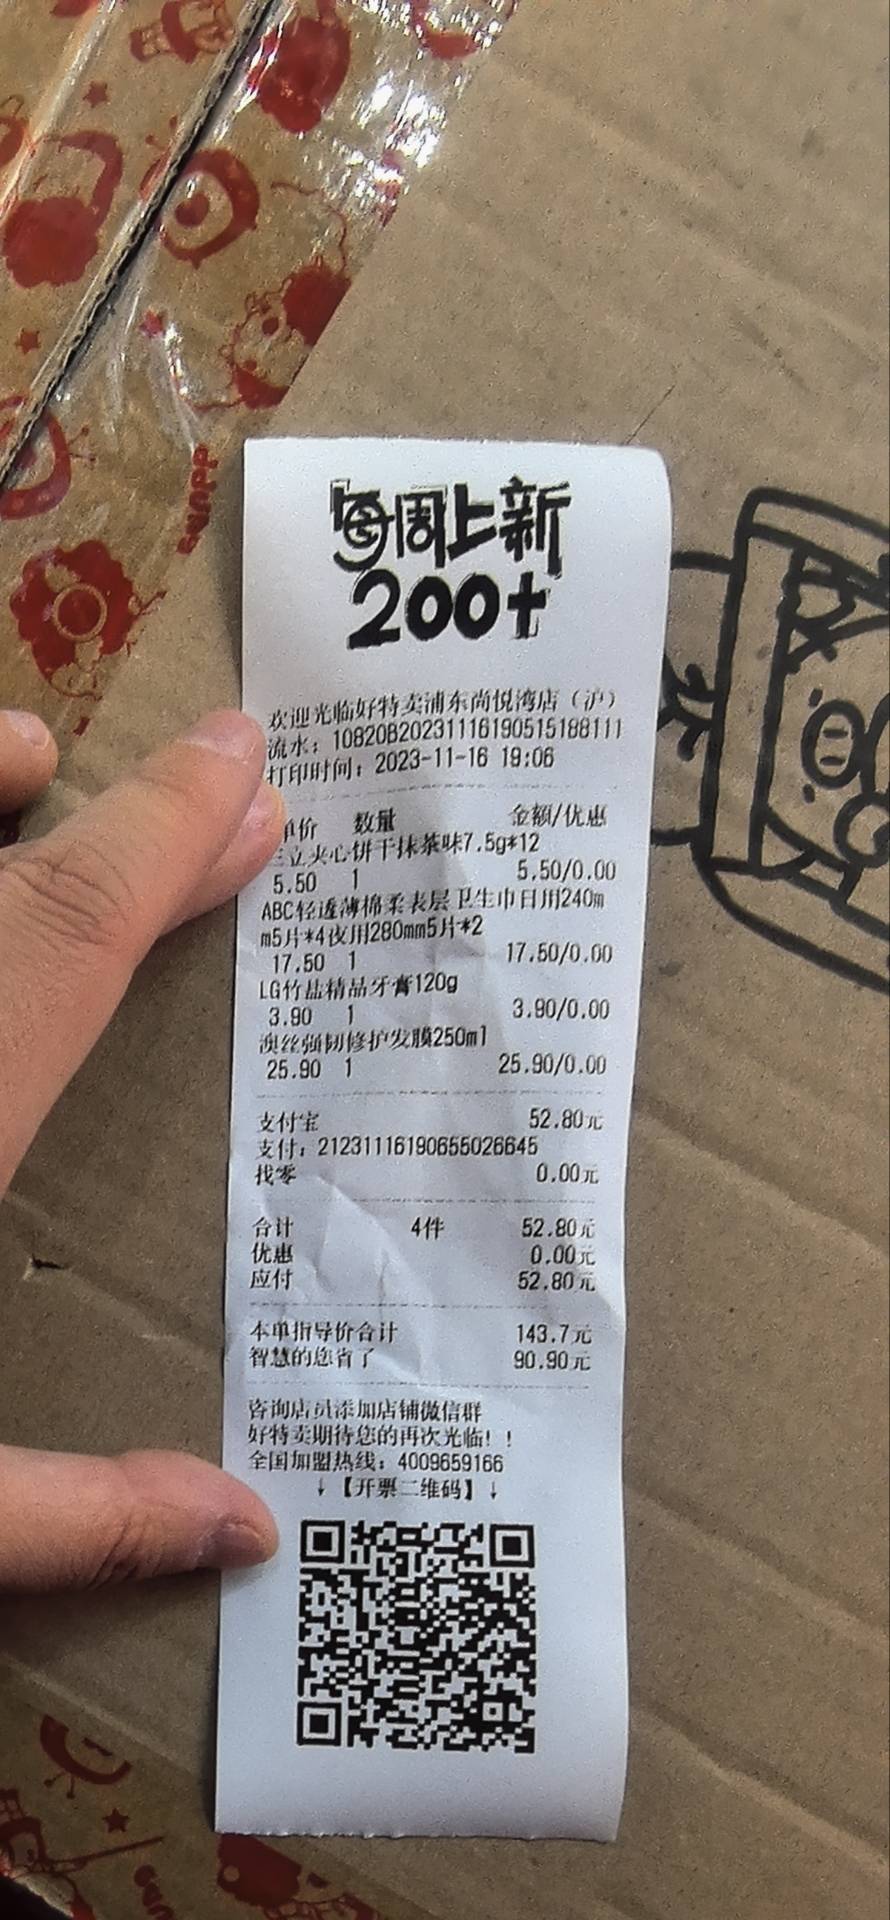 每周上新
200+
欢迎光临好特卖浦东尚悦湾店（沪）
流水：10820B202311161905151881​11
打印时间：2023-11-16 19:06
单价 数量 金额/优惠
三立夹心饼干抹茶味7.5g*12
5.50 1 5.50/0.00
ABC轻透薄棉柔表层卫生巾日用240m
m5片*4夜用280mm5片*2
17.50 1 17.50/0.00
LG竹盐精品牙膏120g
3.90 1 3.90/0.00
澳丝强韧修护发膜250ml
25.90 1 25.90/0.00
支付宝 52.80元
支付：21231116190655026645
找零 0.00元
合计 4件 52.80元
优惠 0.00元
应付 52.80元
本单指导价合计 143.7元
智慧的您省了 90.90元
咨询店员添加店铺微信群
好特卖期待您的再次光临！！
全国加盟热线：4009659166
↓【开票二维码】↓